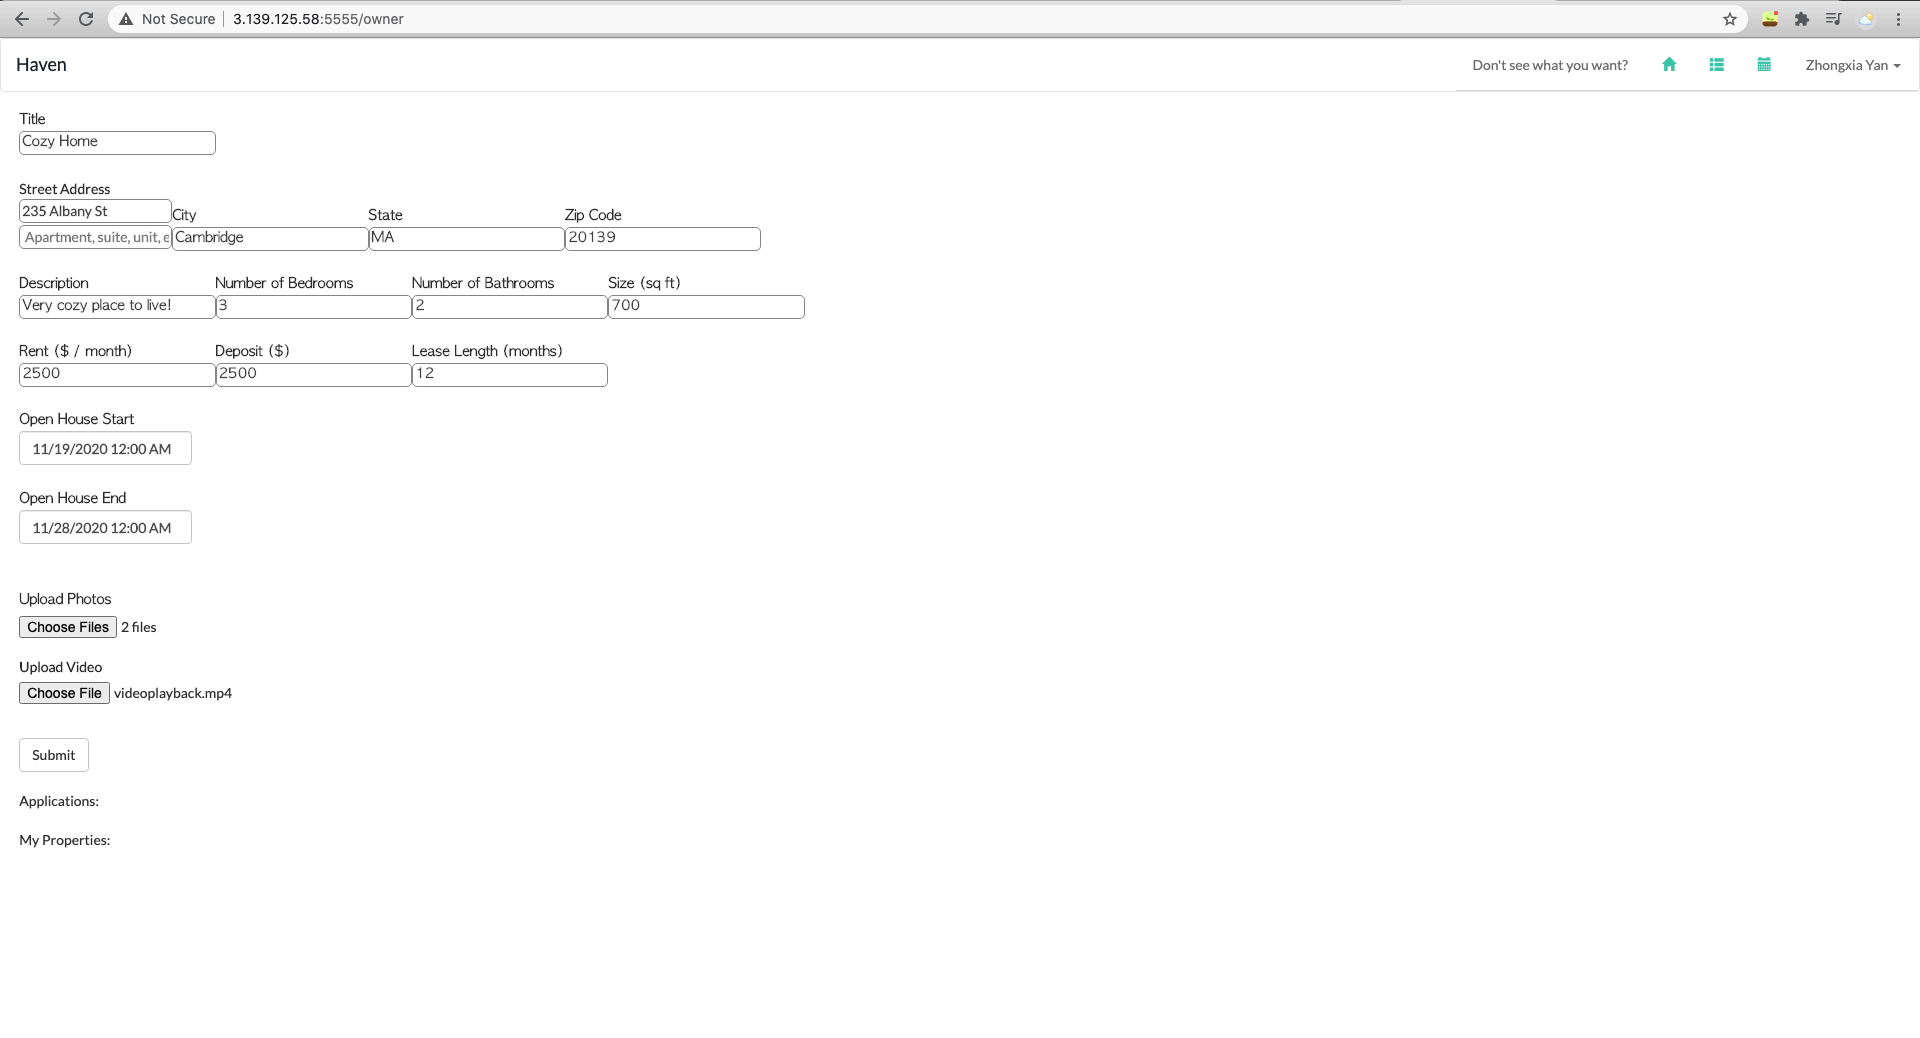 Not Secure 3.139.125.58:5555/owner
Haven Don't see what you want? Zhongxia Yan
Title
Cozy Home
Street Address
235 Albany St
City State Zip Code
Apartment, suite, unit, e Cambridge MA 20139
Description Number of Bedrooms Number of Bathrooms Size (sq ft)
Very cozy place to live! 3 2 700
Rent ($ / month) Deposit ($) Lease Length (months)
2500 2500 12
Open House Start
11/19/2020 12:00 AM
Open House End
11/28/2020 12:00 AM
Upload Photos
Choose Files 2 files
Upload Video
Choose File videoplayback.mp4
Submit
Applications:
My Properties: